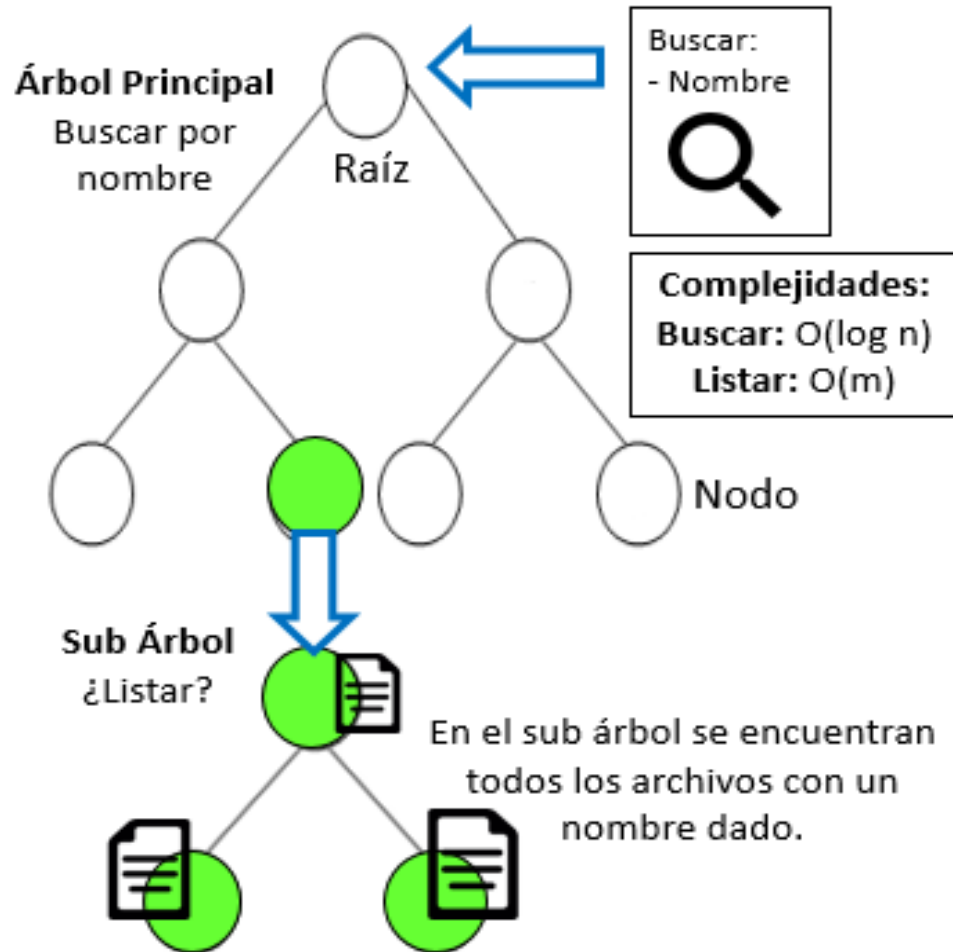 Árbol Principal
Buscar por
nombre
Raíz
Buscar:
- Nombre
Complejidades:
Buscar: O(log n)
Listar: O(m)
Nodo
Sub Árbol
¿Listar?
En el sub árbol se encuentran
todos los archivos con un
nombre dado.